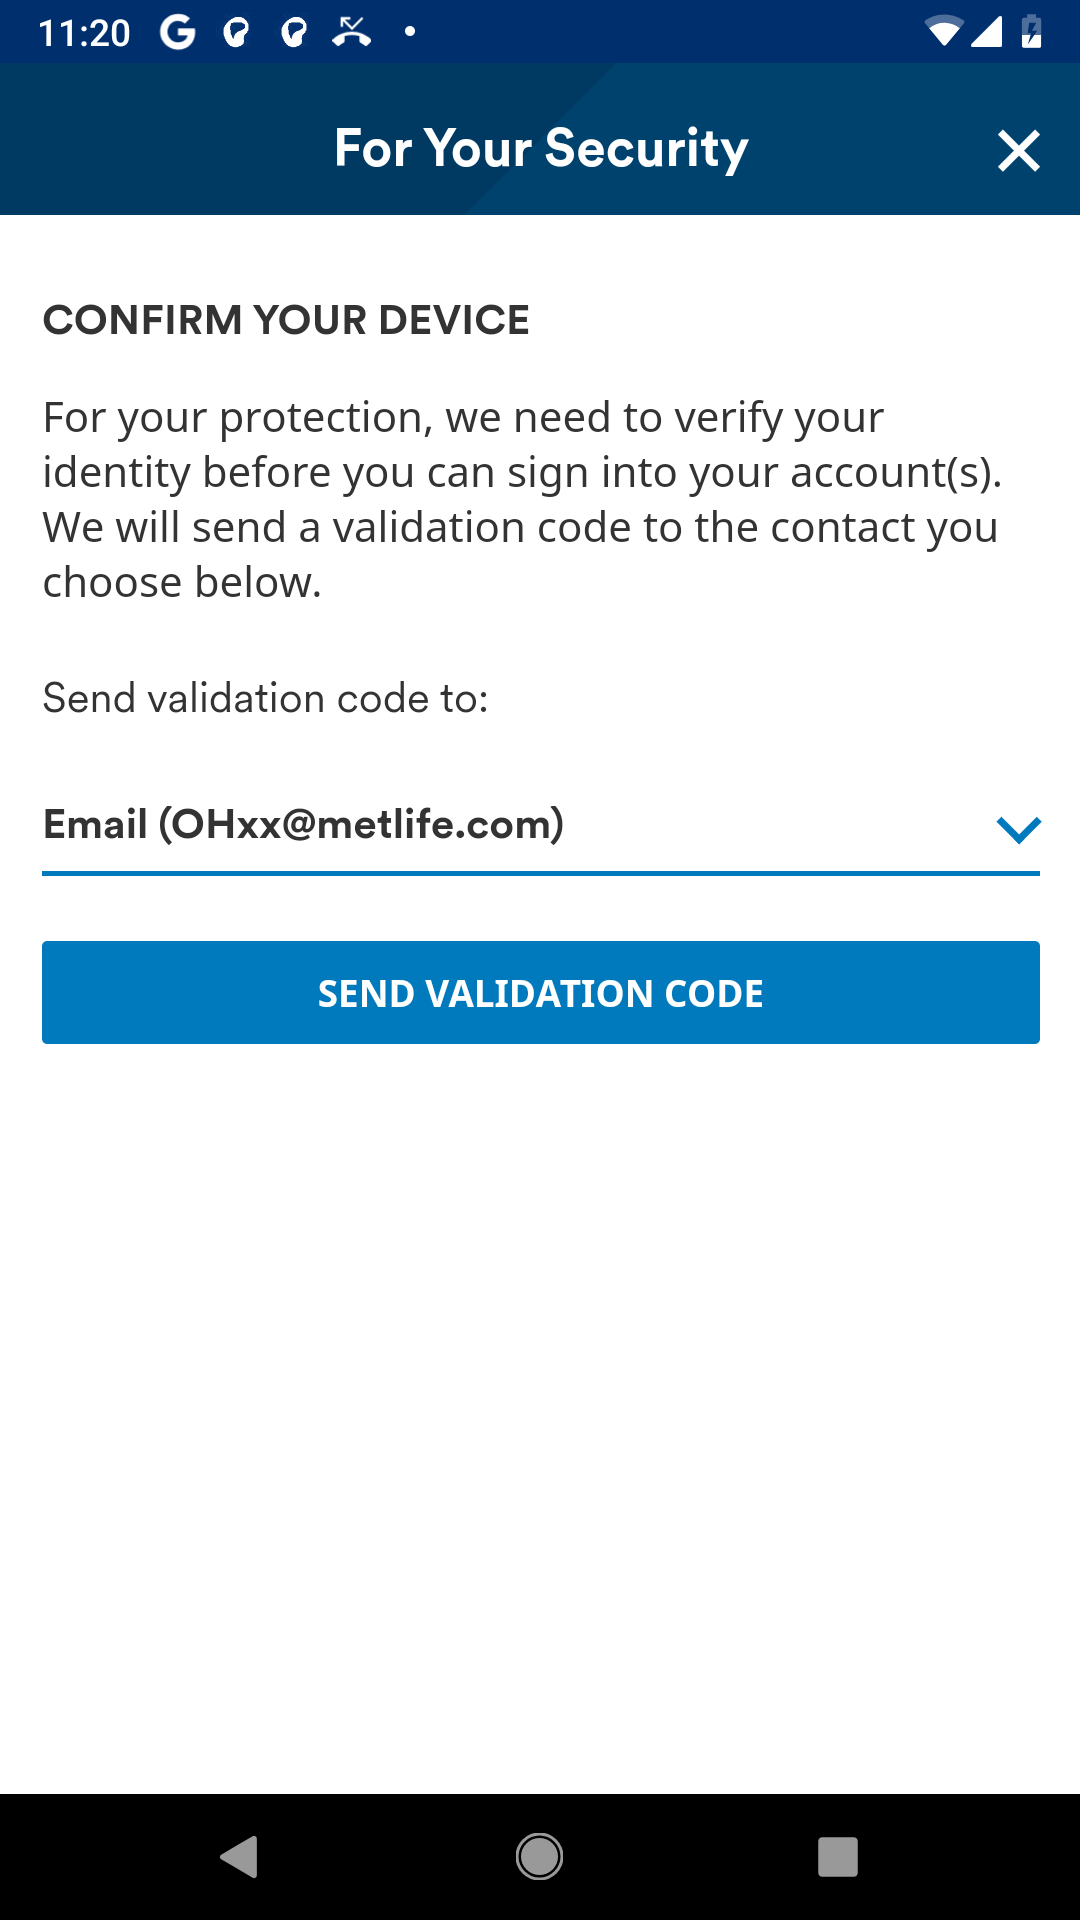 11:20
For Your Security
CONFIRM YOUR DEVICE
For your protection, we need to verify your
identity before you can sign into your account(s).
We will send a validation code to the contact you
choose below.
Send validation code to:
Email (OHxx@metlife.com)
SEND VALIDATION CODE